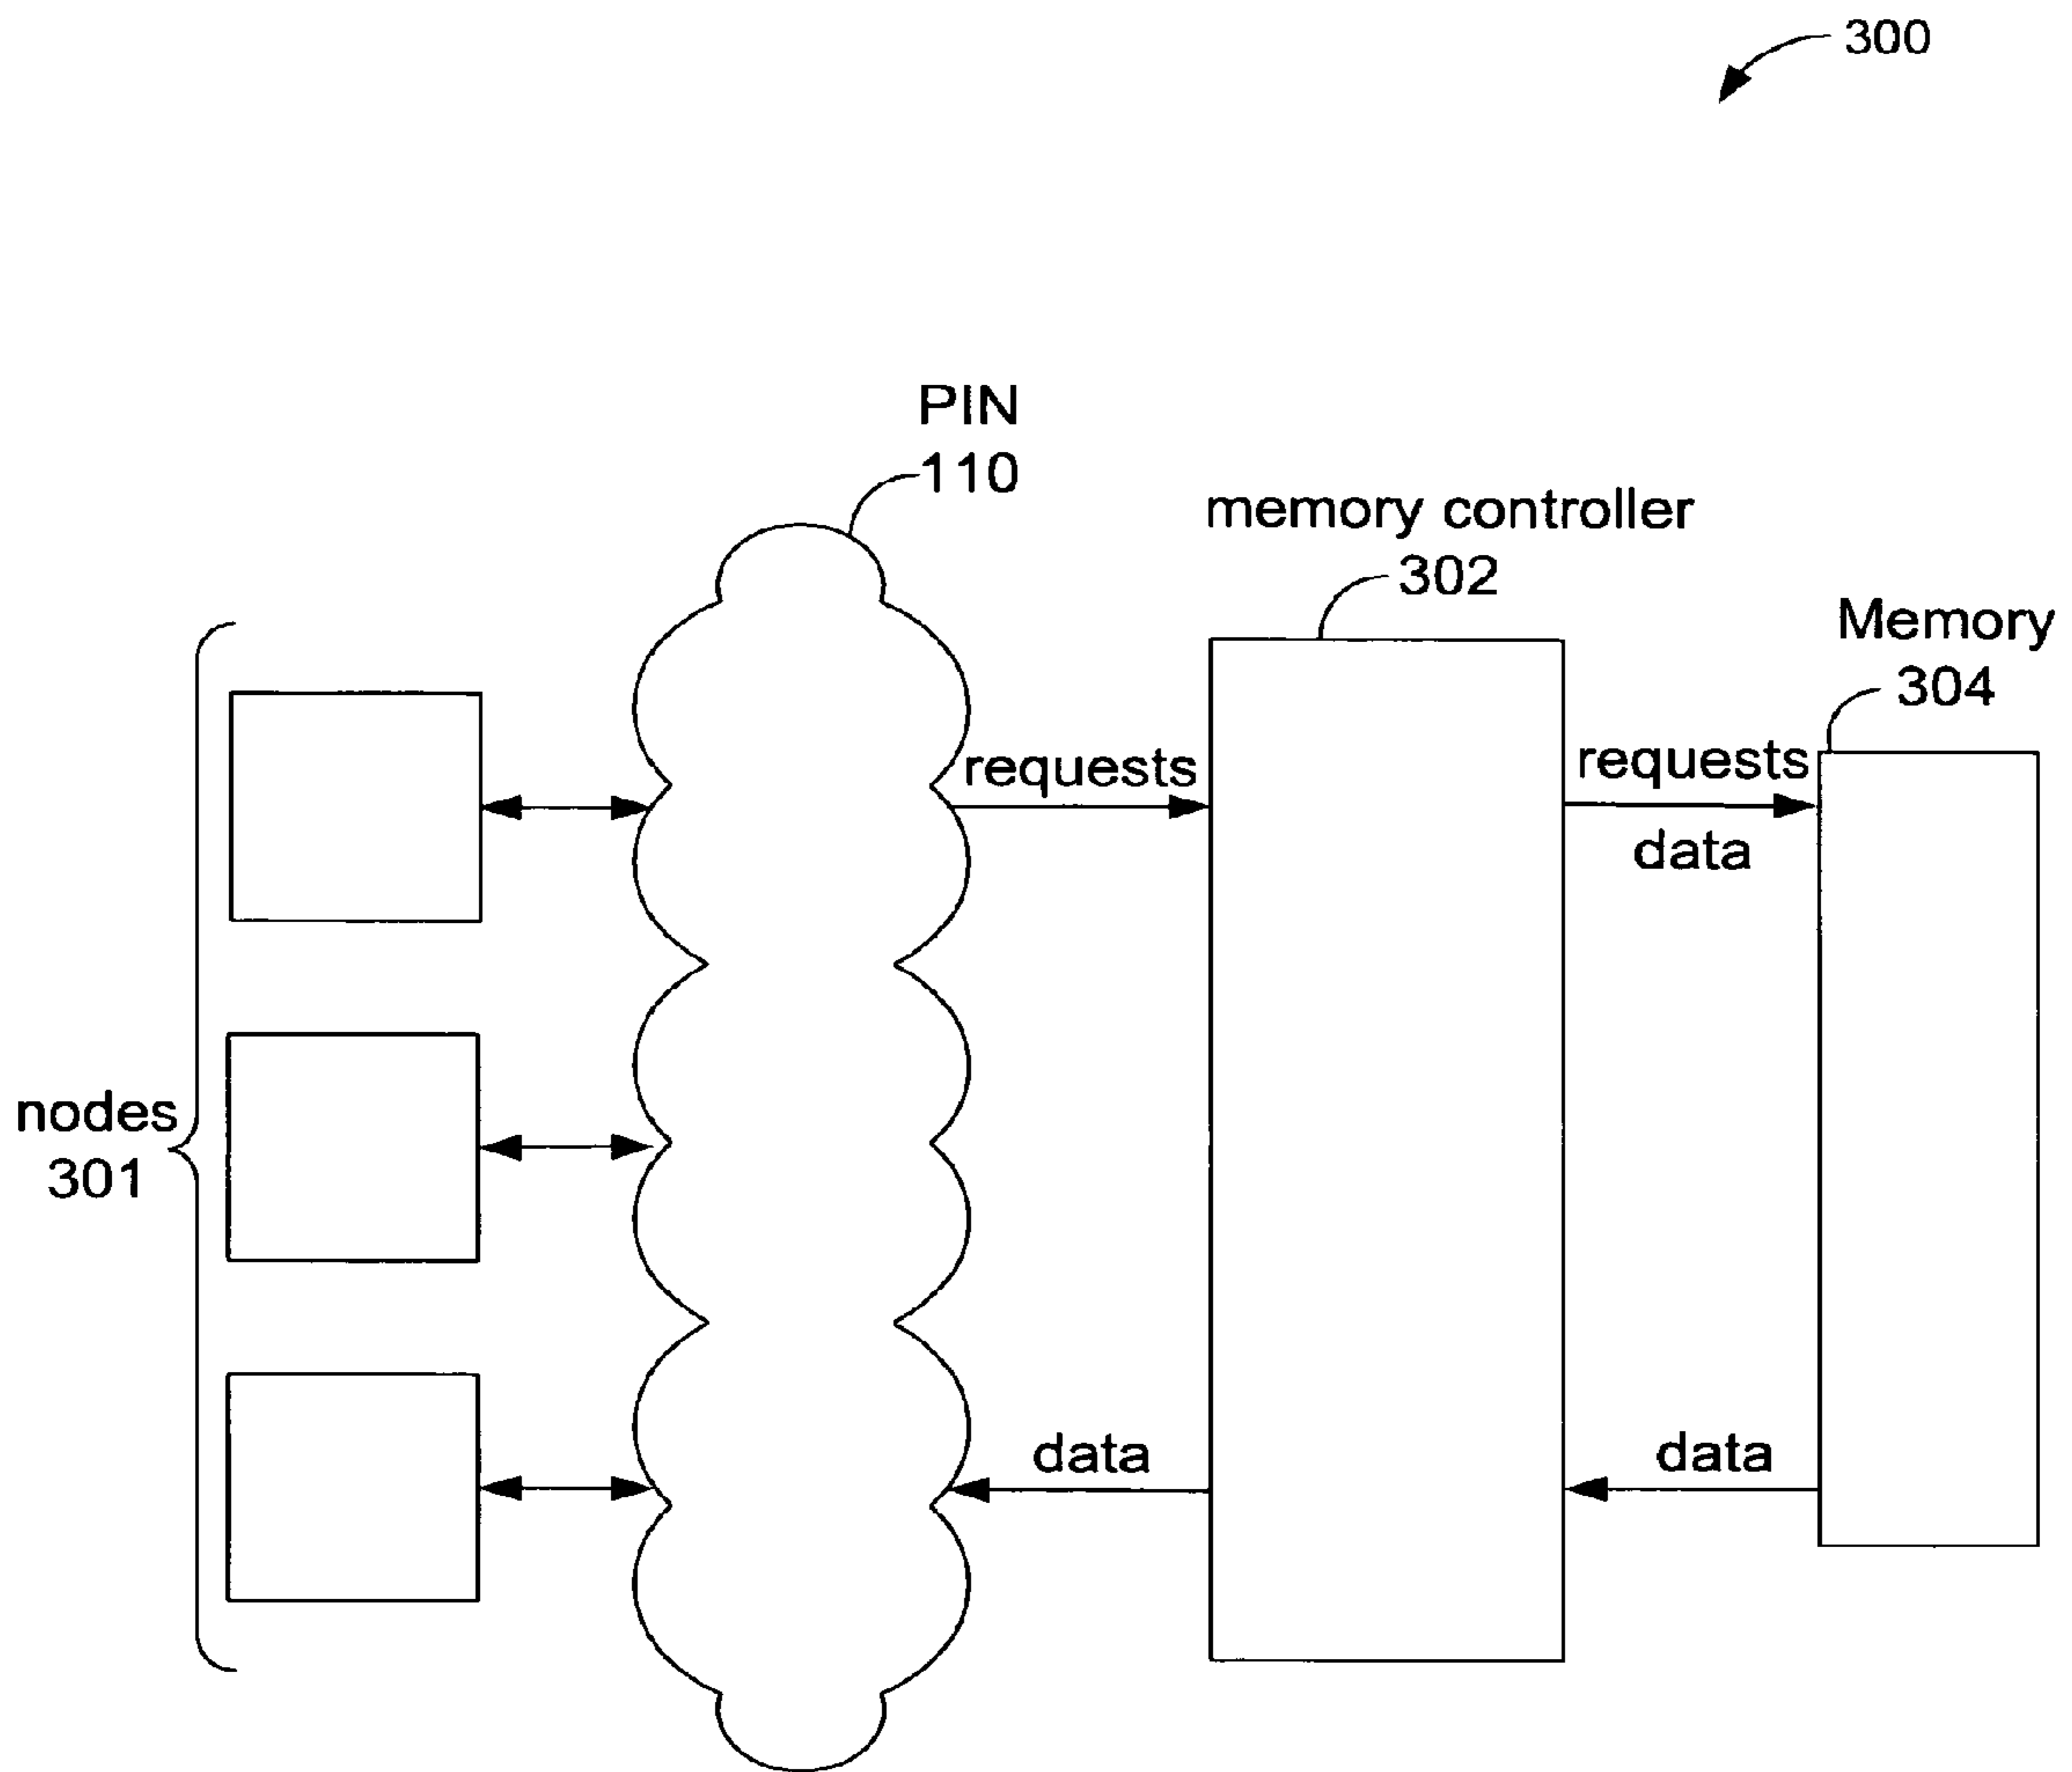 300
PIN
110
memory controller
302
Memory
304
requests
requests
data
nodes
301
data
data